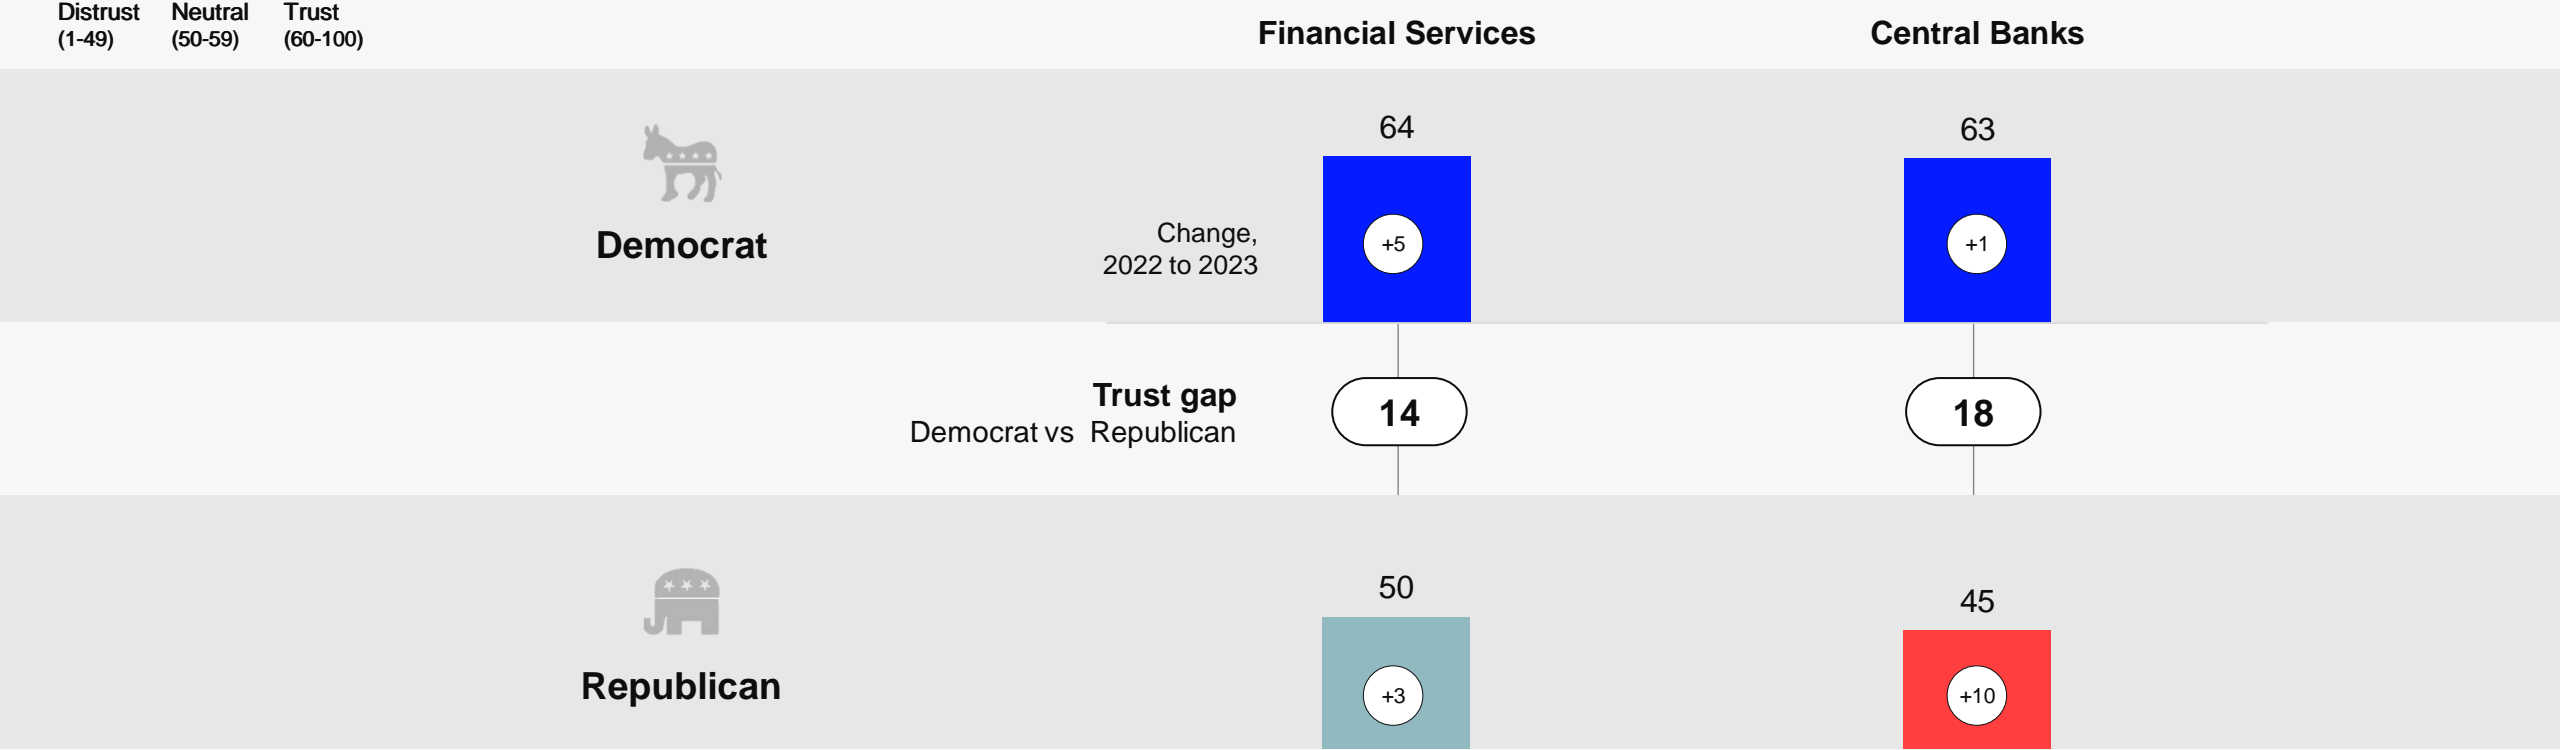 Distrust
(1-49)
Neutral
(50-59)
Trust
(60-100)
Financial Services
Central Banks
64
63
Democrat
Change,
2022 to 2023
+5
+1
Trust gap
Democrat vs Republican
14
18
50
45
Republican
+3
+10